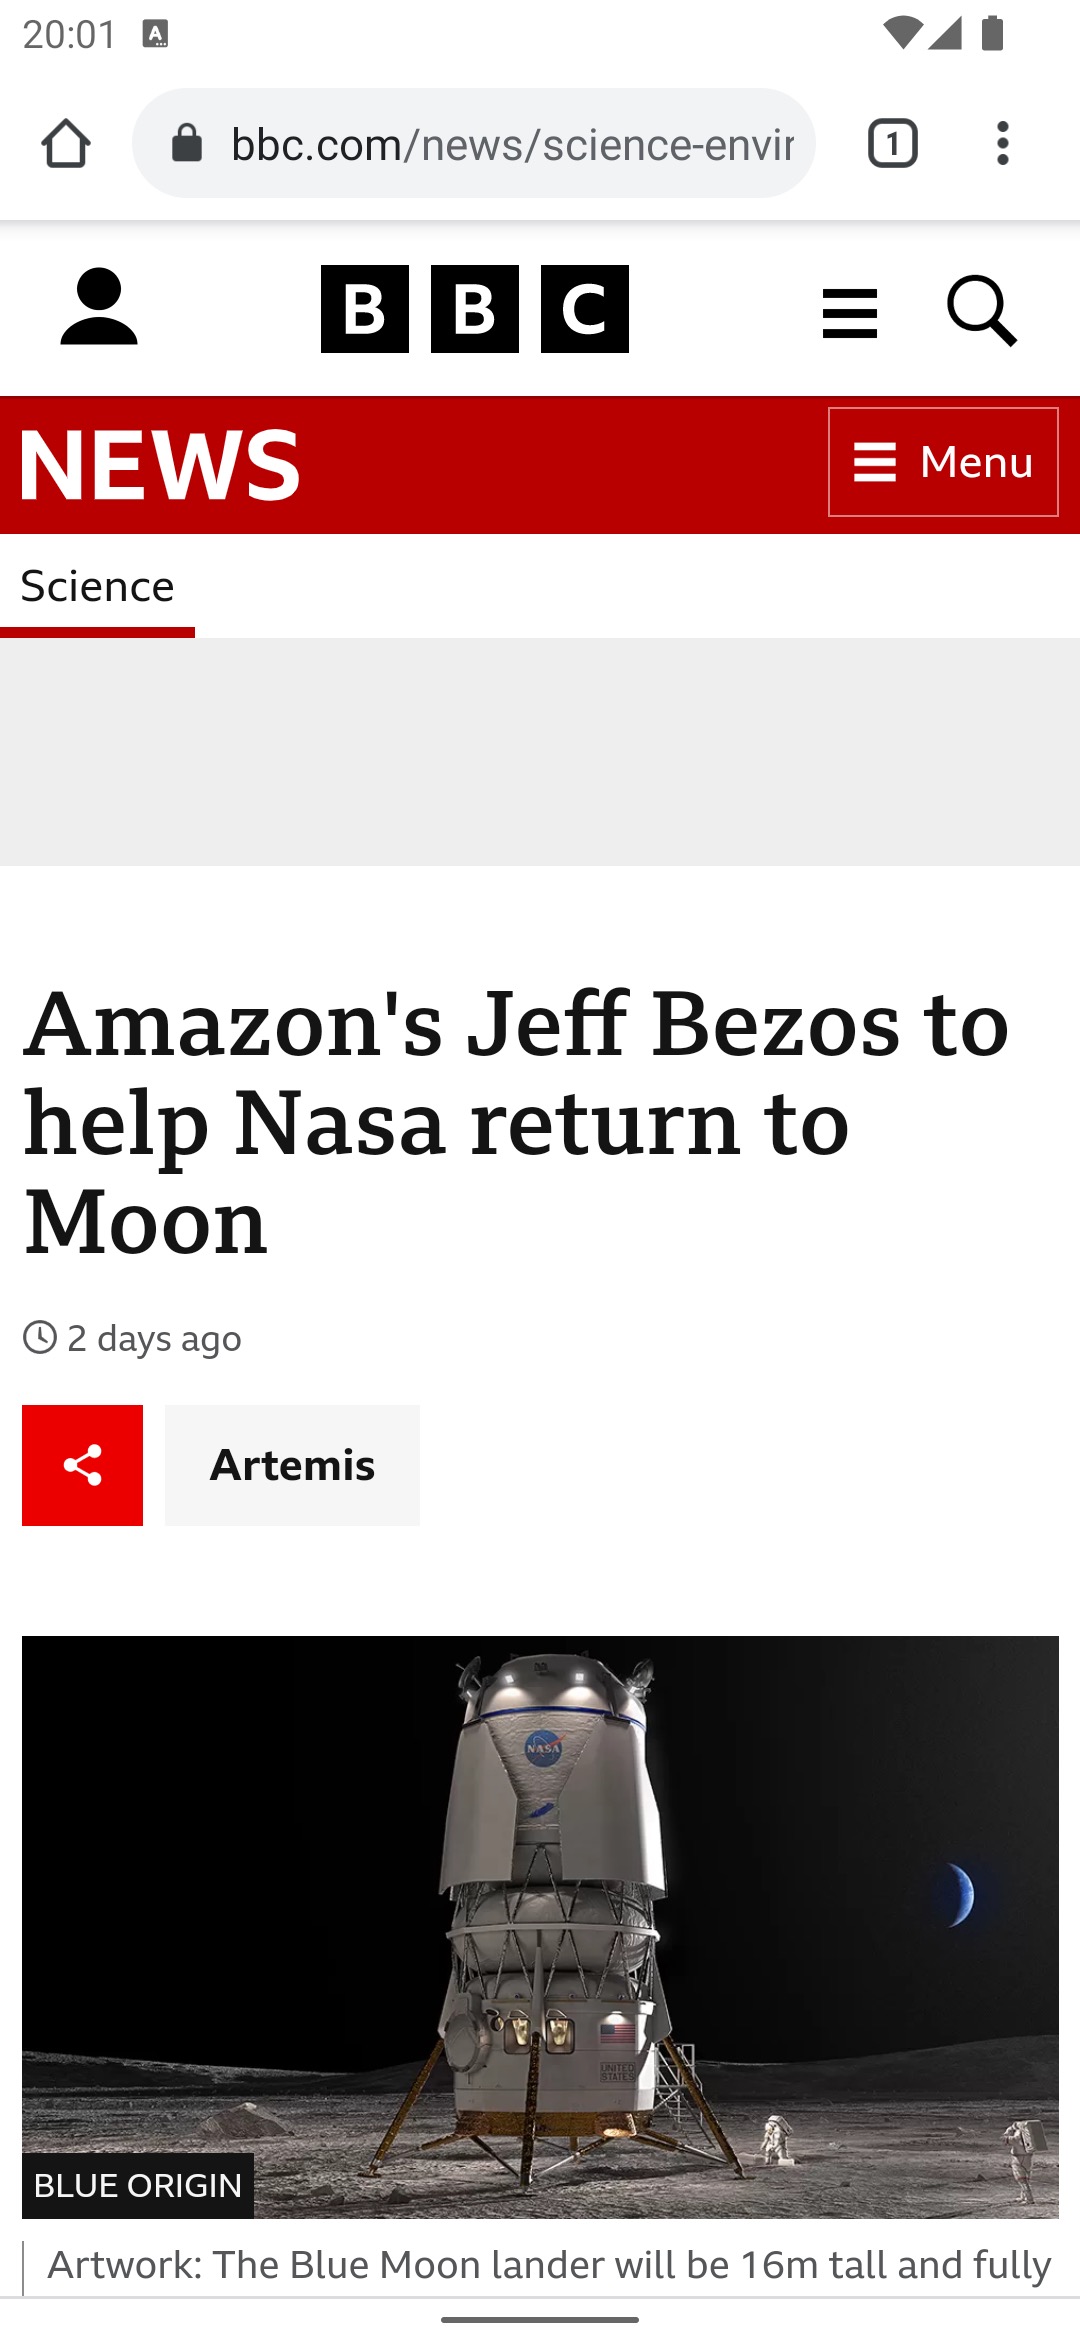 20:01
A
bbc.com/news/science-envir
1
BBC
NEWS
Menu
Science
Amazon's Jeff Bezos to
help Nasa return to
Moon
2 days ago
Artemis
NASA
UNITED
STATES
BLUE ORIGIN
Artwork: The Blue Moon lander will be 16m tall and fully